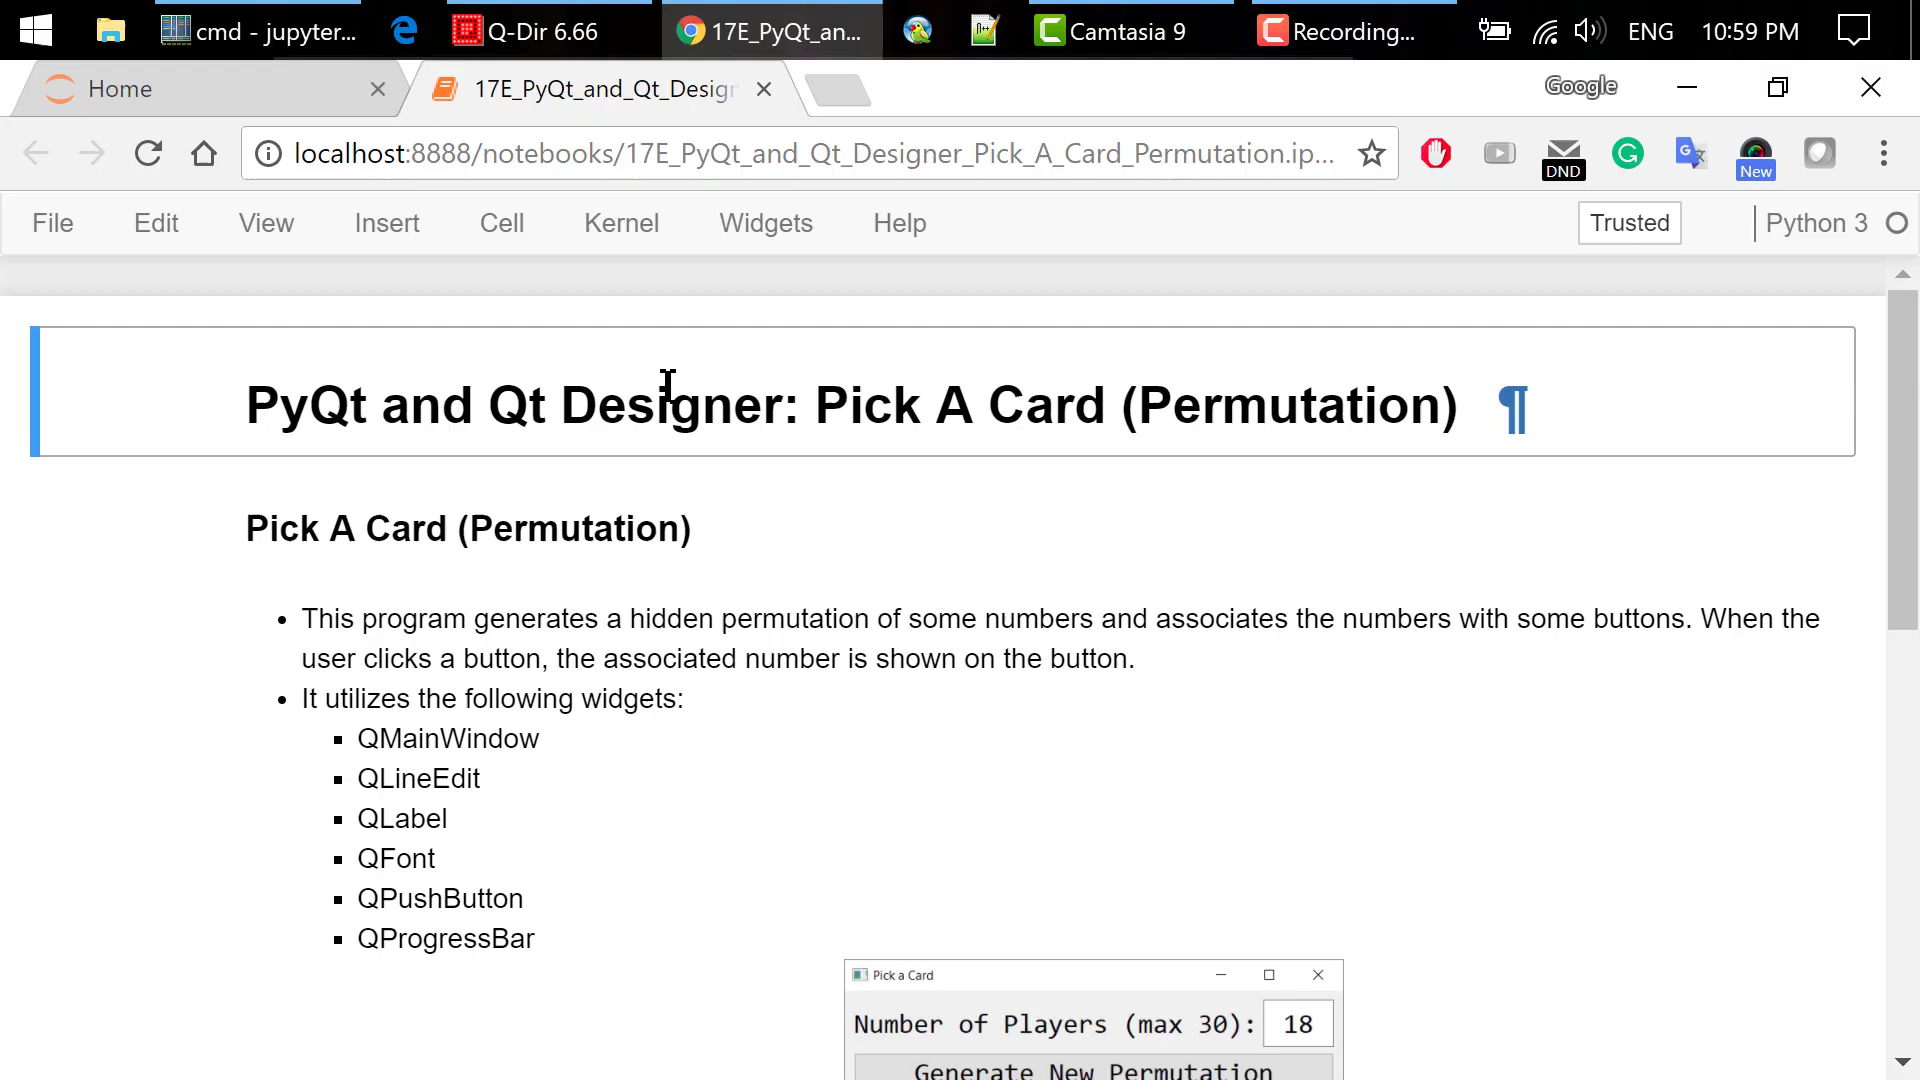 cmd - jupyter...
Q-Dir 6.66
17E_PyQt_an...
Camtasia 9
Recording...
ENG
10:59 PM
Home
17E_PyQt_and_Qt_Desigr
Google
localhost:8888/notebooks/17E_PyQt_and_Qt_Designer_Pick_A_Card_Permutation.ip...
DND
New
File Edit View Insert Cell Kernel Widgets Help
Trusted
Python 3
PyQt and Qt Designer: Pick A Card (Permutation) ¶
Pick A Card (Permutation)
This program generates a hidden permutation of some numbers and associates the numbers with some buttons. When the
user clicks a button, the associated number is shown on the button.
It utilizes the following widgets:
QMainWindow
QLineEdit
QLabel
QFont
QPushButton
QProgressBar
Pick a Card
Number of Players (max 30): 18
Generate New Permutation